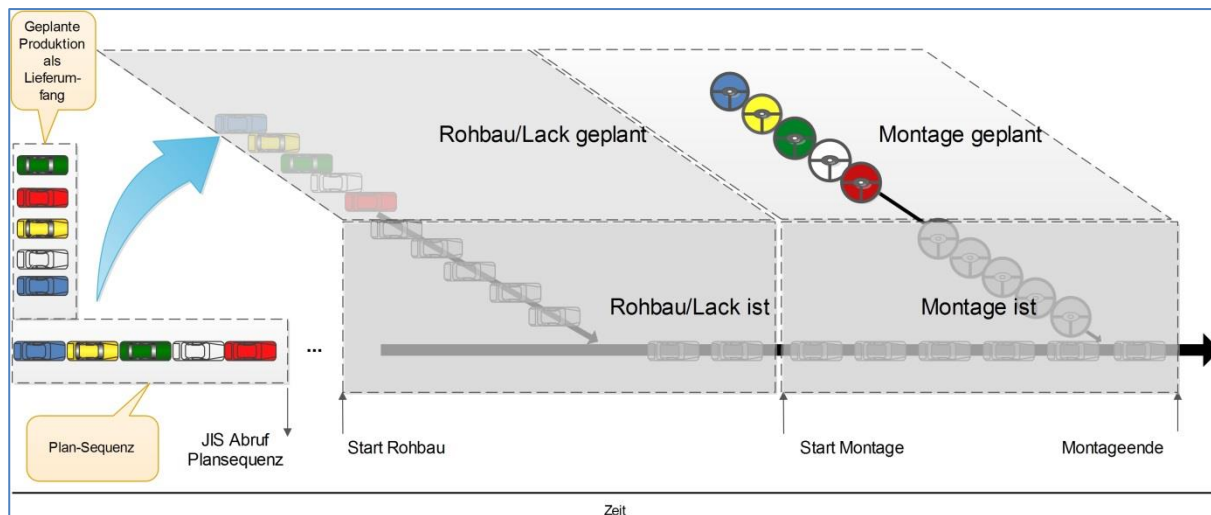 Geplante
Produktion
als
Lieferum-
fang
Rohbau/Lack geplant
Montage geplant
Rohbau/Lack ist
Montage ist
...
Plan-Sequenz
JIS Abruf
Plansequenz
Start Rohbau
Start Montage
Montageende
Zeit